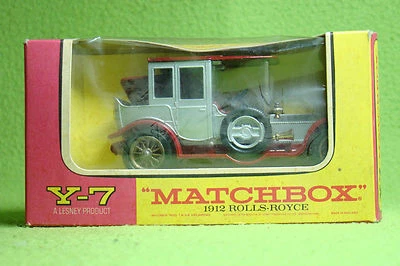 Y-7
A LESNEY PRODUCT
"MATCHBOX"
1912 ROLLS-ROYCE